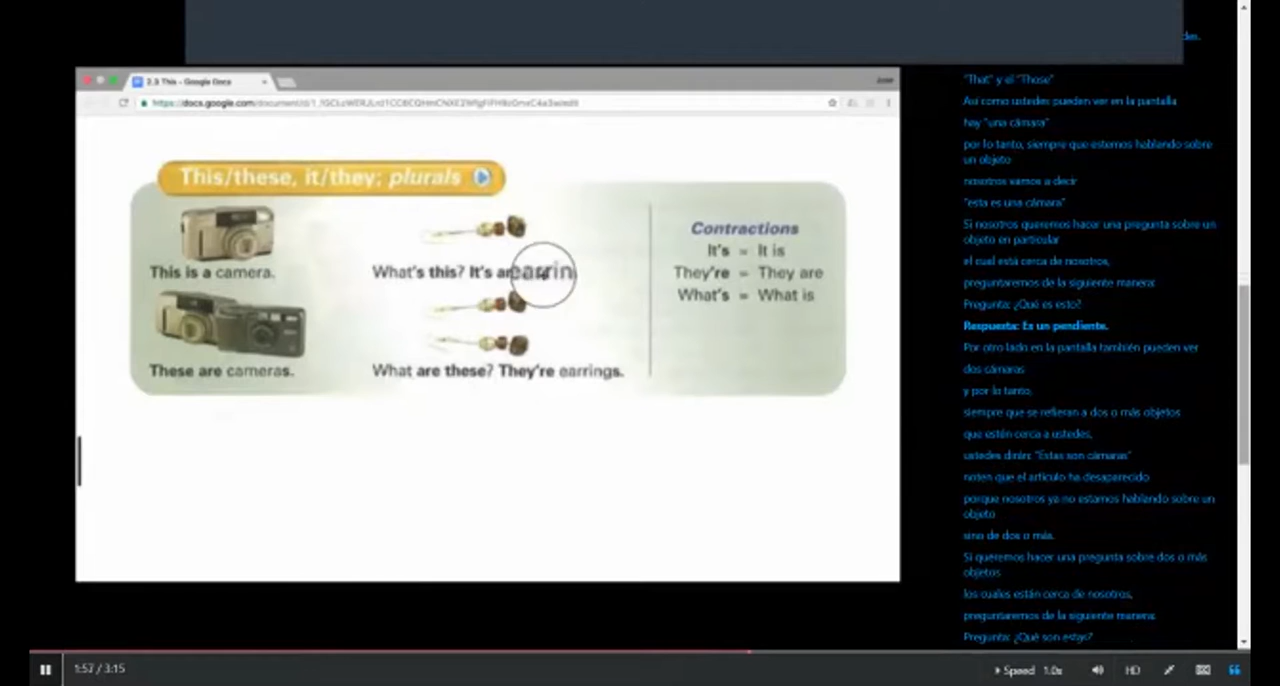 2.3 This - Google Docs
This/these, it/they; plurals
This is a camera.
What's this? It's an earrin
These are cameras.
What are these? They're earrings.
Contractions
It's = It is
They're = They are
What's = What is
"That" y el "Those"
Así como ustedes pueden ver en la pantalla
hay "una cámara"
por lo tanto, siempre que estemos hablando sobre
un objeto
nosotros vamos a decir
"esta es una cámara"
Si nosotros queremos hacer una pregunta sobre un
objeto en particular
el cual está cerca de nosotros,
preguntaremos de la siguiente manera:
Pregunta: ¿Qué es esto?
Respuesta: Es un pendiente.
Por otro lado en la pantalla también pueden ver
dos cámaras
y por lo tanto,
siempre que se refieran a dos o más objetos
que estén cerca a ustedes,
ustedes dirán: "Estas son cámaras"
noten que el artículo ha desaparecido
porque nosotros ya no estamos hablando sobre un
objeto
sino de dos o más.
Si queremos hacer una pregunta sobre dos o más
objetos
los cuales están cerca de nosotros,
preguntaremos de la siguiente manera:
Pregunta: ¿Qué son estas?
1:57 / 3:15
Speed 1.0x
HD